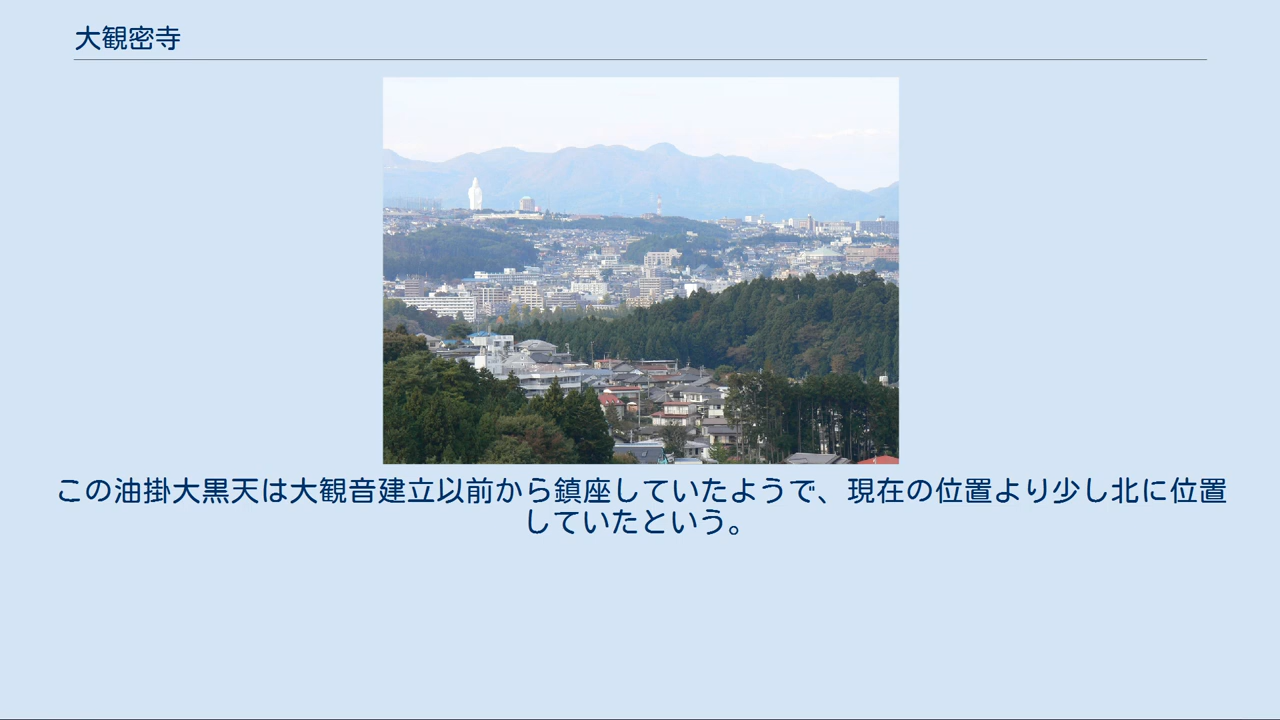 大観密寺
この油掛大黒天は大観音建立以前から鎮座していたようで、現在の位置より少し北に位置
していたという。